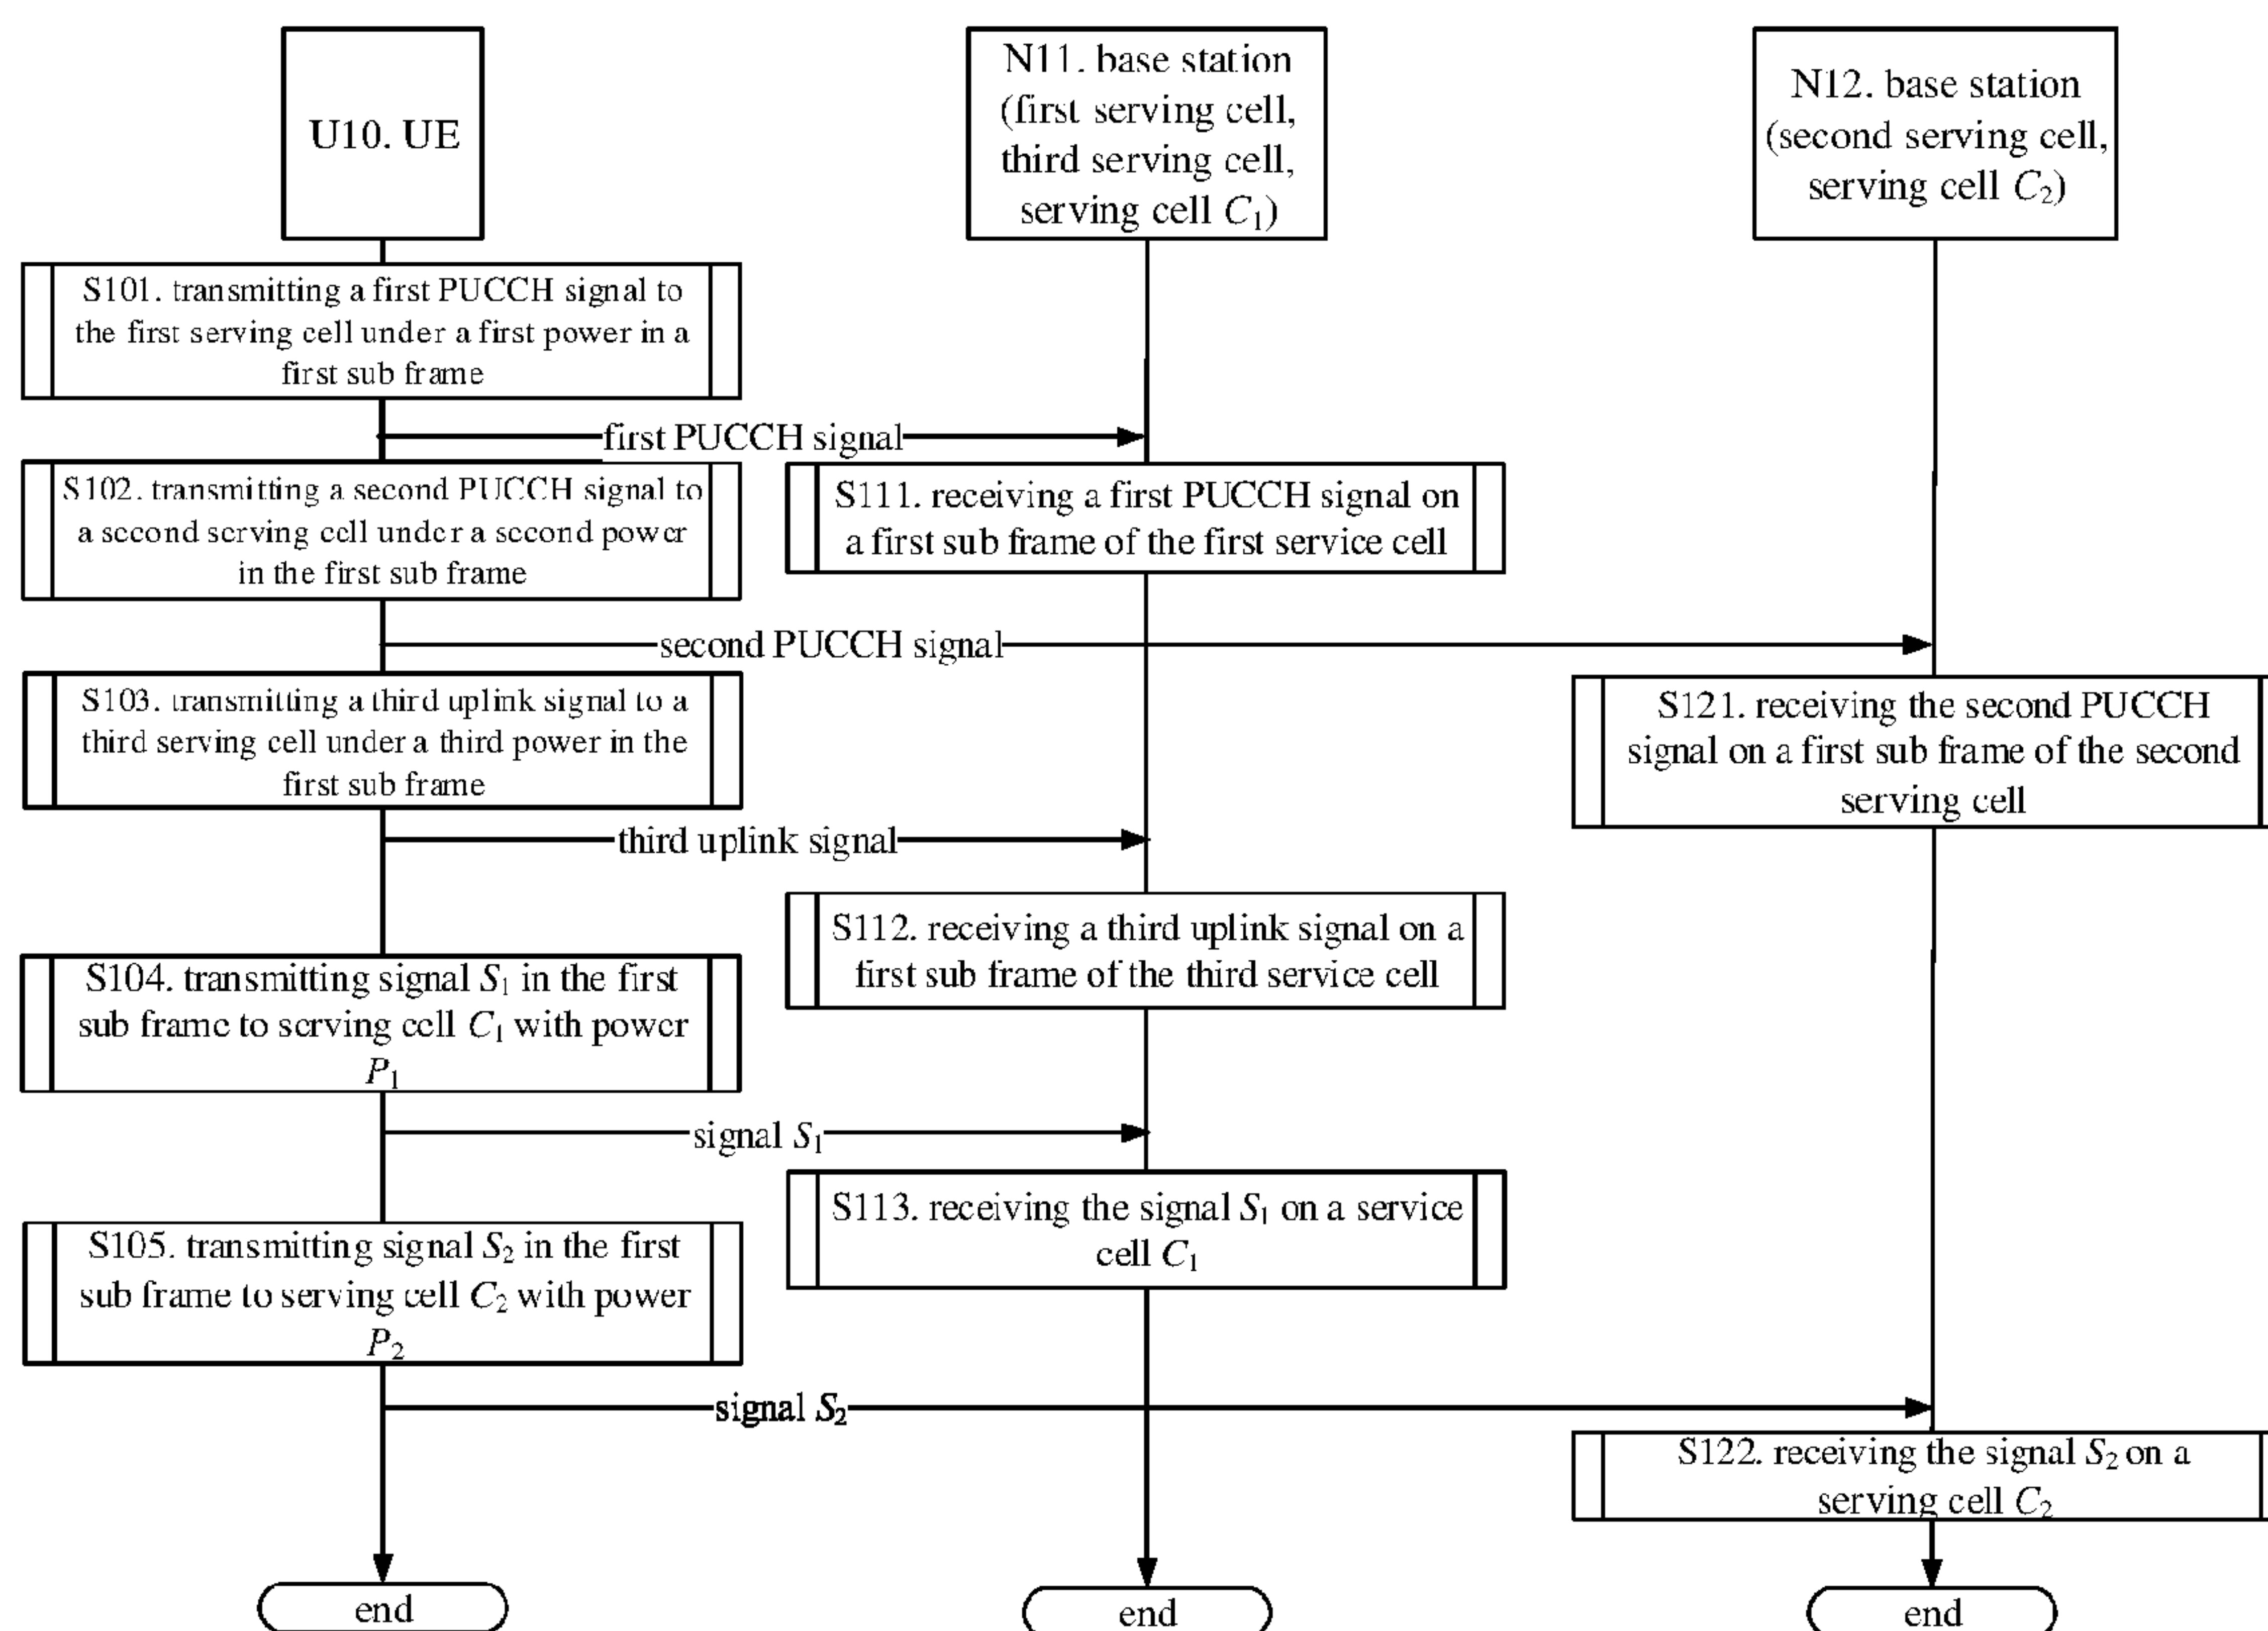 U10. UE
N11. base station
(first serving cell,
third serving cell,
serving cell C₁)
N12. base station
(second serving cell,
serving cell C₂)
S101. transmitting a first PUCCH signal to
the first serving cell under a first power in a
first sub frame
first PUCCH signal
S102. transmitting a second PUCCH signal to
a second serving cell under a second power
in the first sub frame
S111. receiving a first PUCCH signal on
a first sub frame of the first service cell
second PUCCH signal
S103. transmitting a third uplink signal to a
third serving cell under a third power in the
first sub frame
S121. receiving the second PUCCH
signal on a first sub frame of the second
serving cell
third uplink signal
S112. receiving a third uplink signal on a
first sub frame of the third service cell
S104. transmitting signal S₁ in the first
sub frame to serving cell C₁ with power
P₁
signal S₁
S113. receiving the signal S₁ on a service
cell C₁
S105. transmitting signal S₂ in the first
sub frame to serving cell C₂ with power
P₂
signal S₂
S122. receiving the signal S₂ on a
serving cell C₂
end
end
end